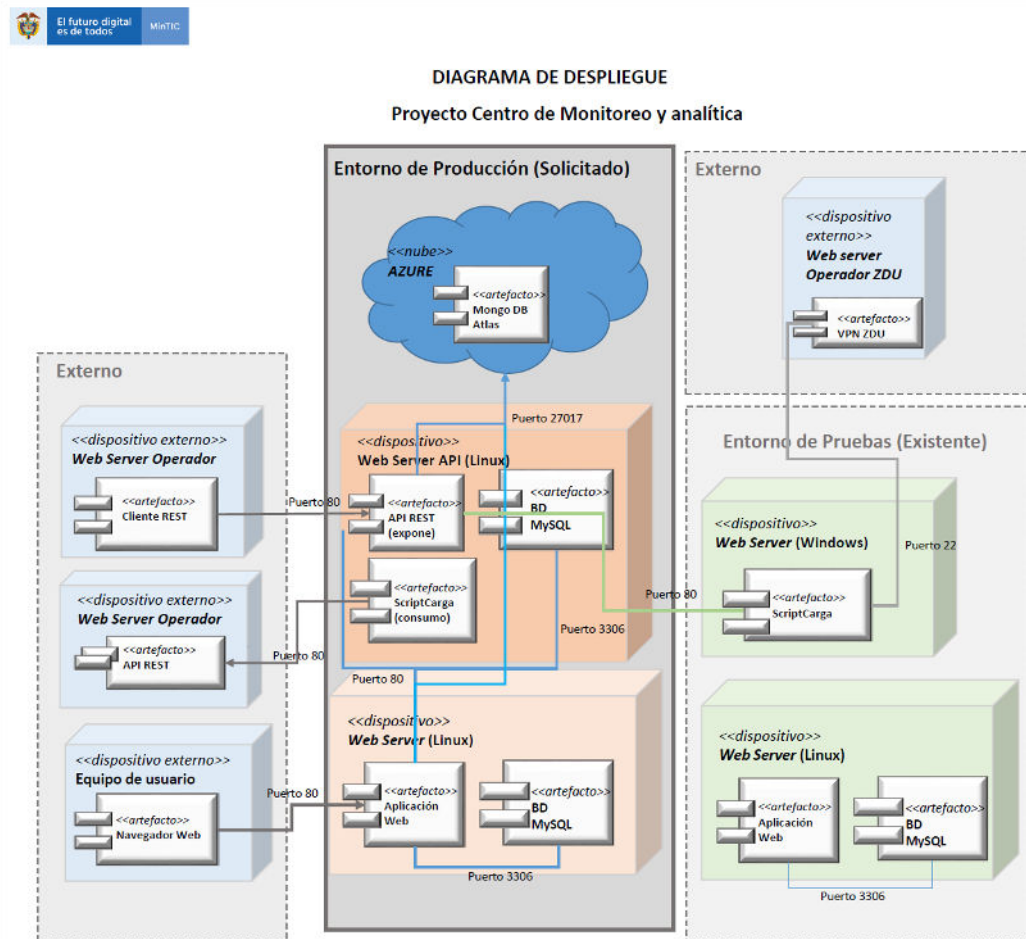 El futuro digital
es de todos
MinTIC
DIAGRAMA DE DESPLIEGUE
Proyecto Centro de Monitoreo y analítica
Entorno de Producción (Solicitado)
<<nube>>
AZURE
<<artefacto>>
Mongo DB
Atlas
Puerto 27017
<<dispositivo>>
Web Server API (Linux)
<<artefacto>>
API REST
(expone)
<<artefacto>>
BD
MySQL
<<artefacto>>
ScriptCarga
(consumo)
Puerto 3306
Puerto 80
<<dispositivo>>
Web Server (Linux)
<<artefacto>>
Aplicación
Web
<<artefacto>>
BD
MySQL
Puerto 3306
Externo
<<dispositivo externo>>
Web Server Operador
<<artefacto>>
Cliente REST
Puerto 80
<<dispositivo externo>>
Web Server Operador
<<artefacto>>
API REST
Puerto 80
<<dispositivo externo>>
Equipo de usuario
<<artefacto>>
Navegador Web
Puerto 80
Externo
<<dispositivo
externo>>
Web server
Operador ZDU
<<artefacto>>
VPN ZDU
Entorno de Pruebas (Existente)
<<dispositivo>>
Web Server (Windows)
Puerto 22
<<artefacto>>
ScriptCarga
Puerto 80
<<dispositivo>>
Web Server (Linux)
<<artefacto>>
Aplicación
Web
<<artefacto>>
BD
MySQL
Puerto 3306